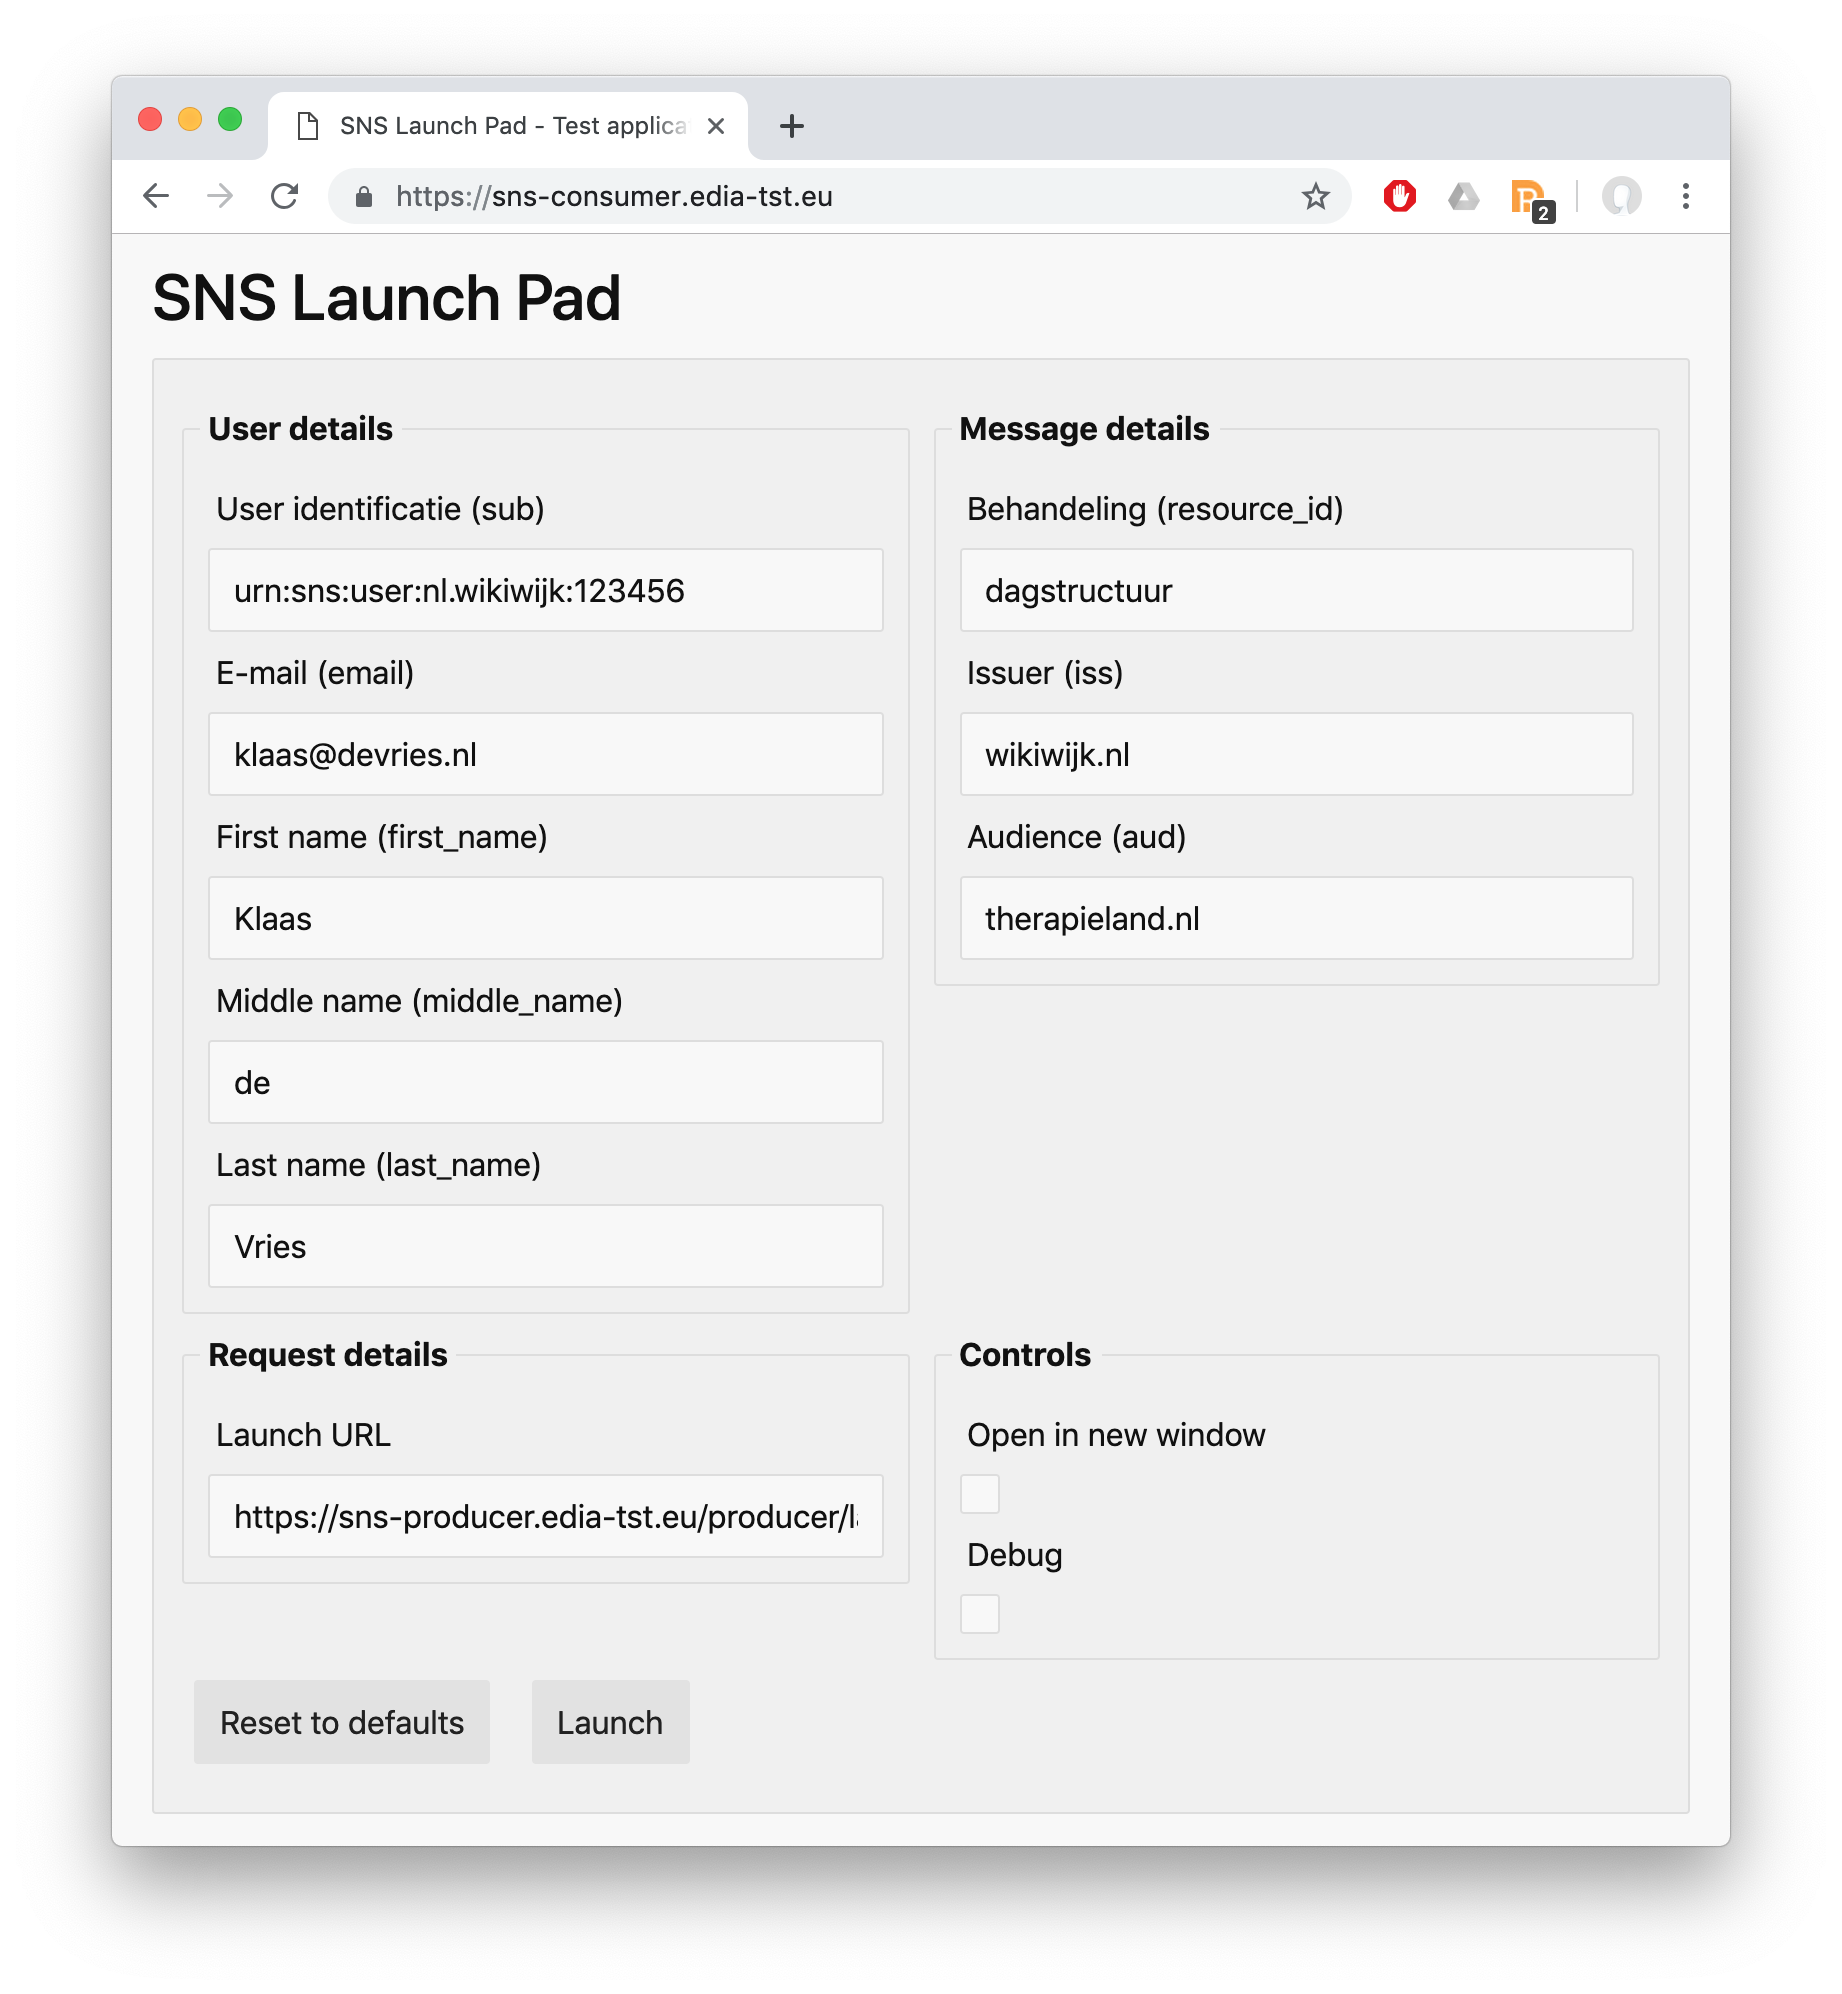 SNS Launch Pad - Test applica
https://sns-consumer.edia-tst.eu
2
SNS Launch Pad
User details
User identificatie (sub)
urn:sns:user:nl.wikiwijk:123456
E-mail (email)
klaas@devries.nl
First name (first_name)
Klaas
Middle name (middle_name)
de
Last name (last_name)
Vries
Message details
Behandeling (resource_id)
dagstructuur
Issuer (iss)
wikiwijk.nl
Audience (aud)
therapieland.nl
Request details
Launch URL
https://sns-producer.edia-tst.eu/producer/l
Controls
Open in new window
Debug
Reset to defaults
Launch